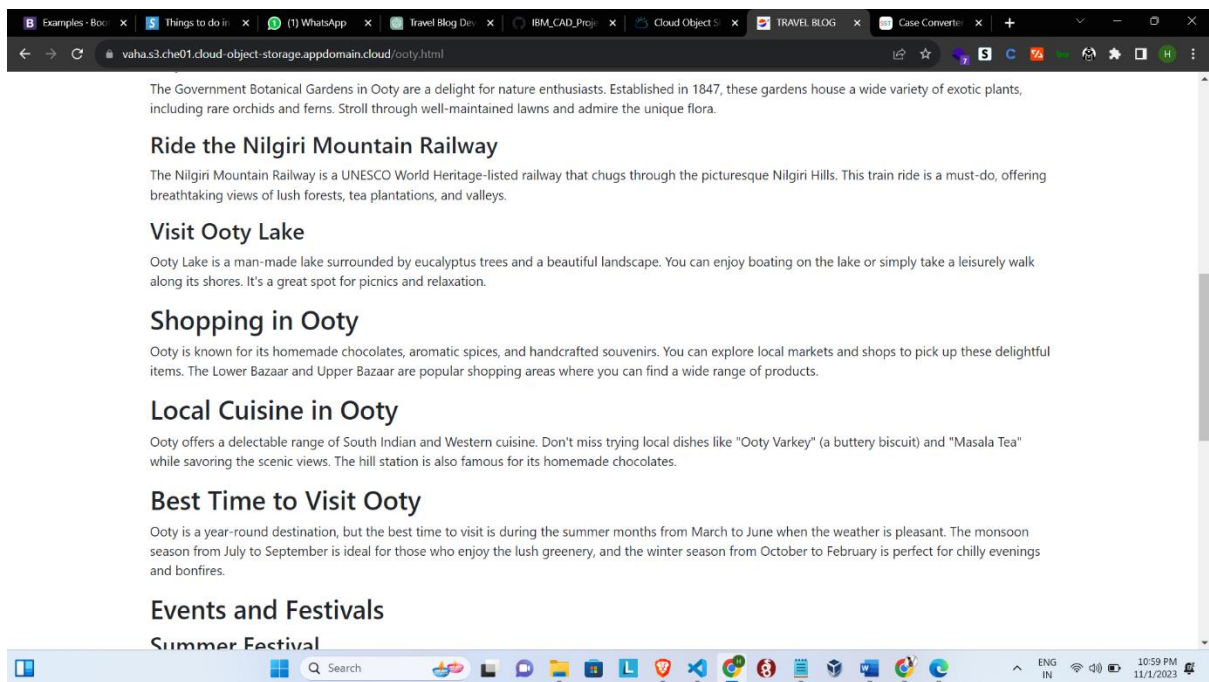 Examples · Boo
Things to do in
(1) WhatsApp
Travel Blog Dev
IBM_CAD_Proje
Cloud Object S
TRAVEL BLOG
SST
Case Converte
vaha.s3.che01.cloud-object-storage.appdomain.cloud/ooty.html
The Government Botanical Gardens in Ooty are a delight for nature enthusiasts. Established in 1847, these gardens house a wide variety of exotic plants,
including rare orchids and ferns. Stroll through well-maintained lawns and admire the unique flora.
Ride the Nilgiri Mountain Railway
The Nilgiri Mountain Railway is a UNESCO World Heritage-listed railway that chugs through the picturesque Nilgiri Hills. This train ride is a must-do, offering
breathtaking views of lush forests, tea plantations, and valleys.
Visit Ooty Lake
Ooty Lake is a man-made lake surrounded by eucalyptus trees and a beautiful landscape. You can enjoy boating on the lake or simply take a leisurely walk
along its shores. It's a great spot for picnics and relaxation.
Shopping in Ooty
Ooty is known for its homemade chocolates, aromatic spices, and handcrafted souvenirs. You can explore local markets and shops to pick up these delightful
items. The Lower Bazaar and Upper Bazaar are popular shopping areas where you can find a wide range of products.
Local Cuisine in Ooty
Ooty offers a delectable range of South Indian and Western cuisine. Don't miss trying local dishes like "Ooty Varkey" (a buttery biscuit) and "Masala Tea"
while savoring the scenic views. The hill station is also famous for its homemade chocolates.
Best Time to Visit Ooty
Ooty is a year-round destination, but the best time to visit is during the summer months from March to June when the weather is pleasant. The monsoon
season from July to September is ideal for those who enjoy the lush greenery, and the winter season from October to February is perfect for chilly evenings
and bonfires.
Events and Festivals
Summer Festival
Search
ENG
IN
10:59 PM
11/1/2023